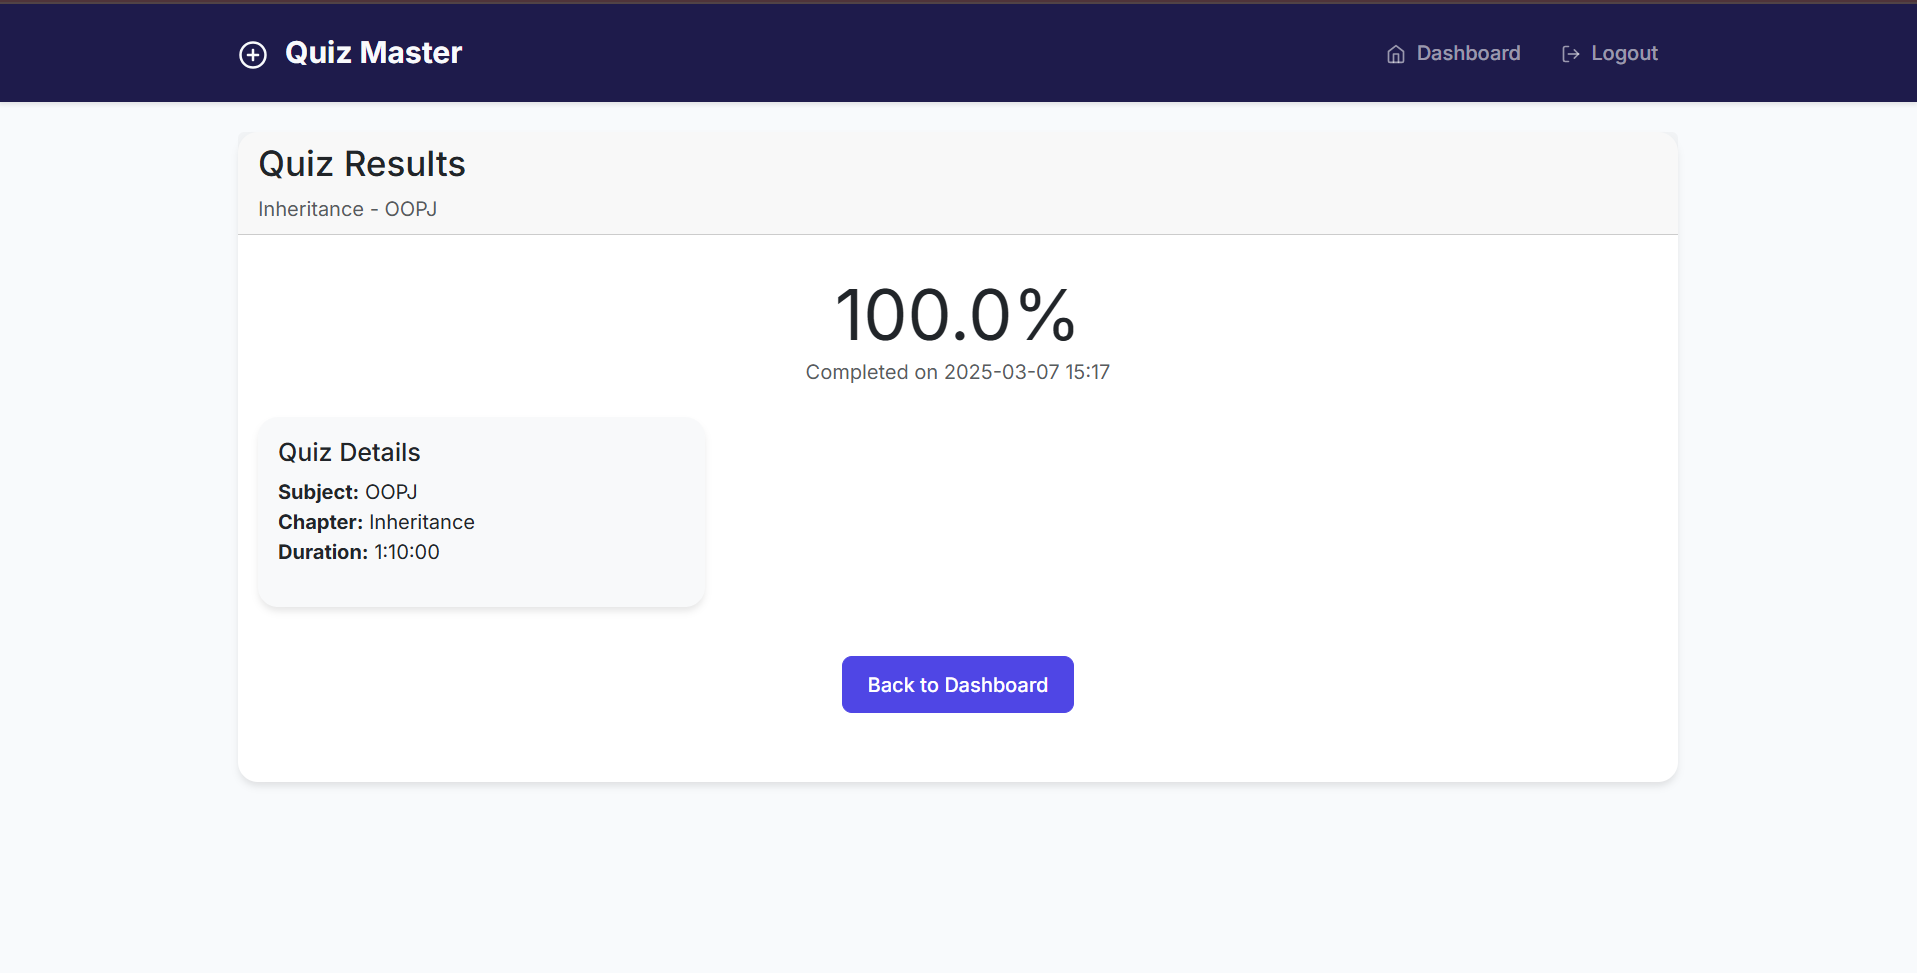 Quiz Master
Dashboard
Logout
Quiz Results
Inheritance - OOPJ
100.0%
Completed on 2025-03-07 15:17
Quiz Details
Subject: OOPJ
Chapter: Inheritance
Duration: 1:10:00
Back to Dashboard